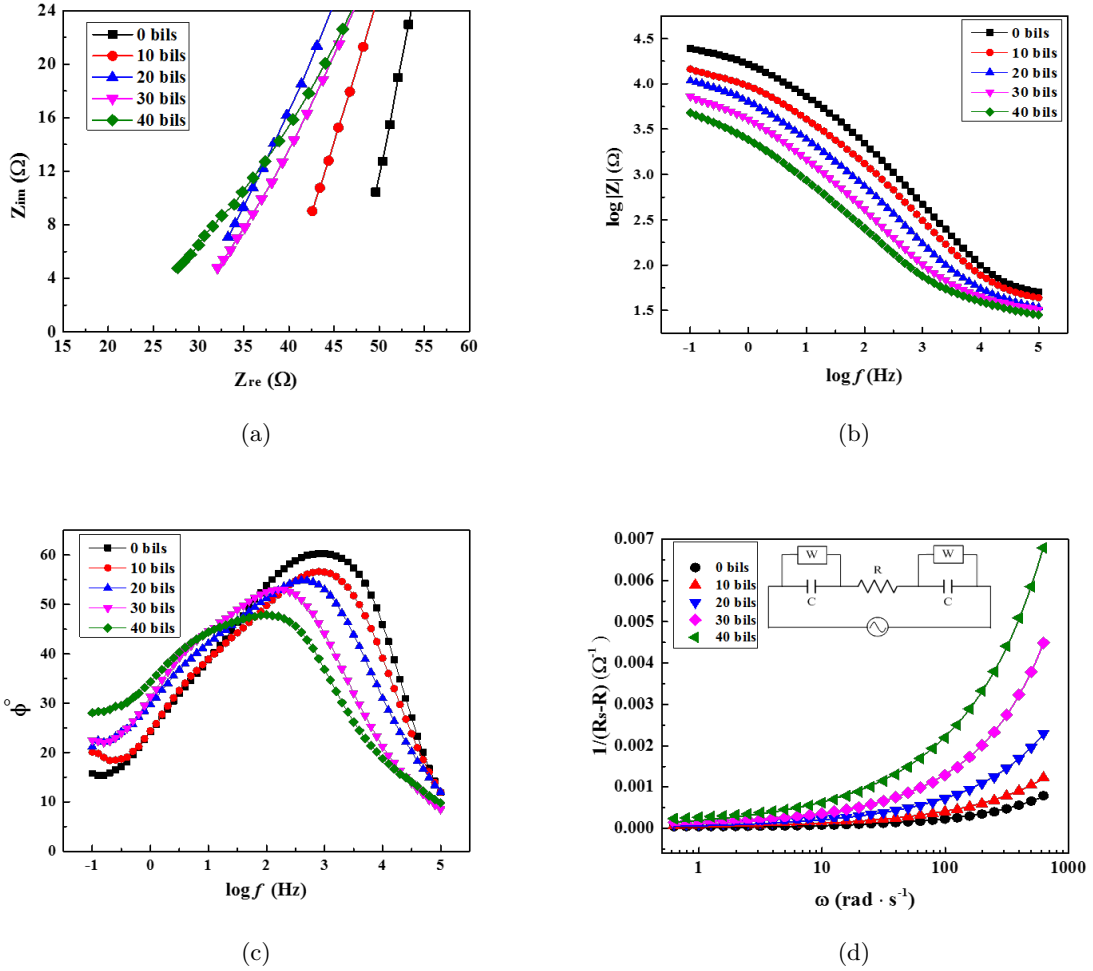 24
20
16
12
8
4
0
Zim (Ω)
0 bils
10 bils
20 bils
30 bils
40 bils
15 20 25 30 35 40 45 50 55 60
Zre (Ω)
(a)
4.5
4.0
3.5
3.0
2.5
2.0
1.5
log |Z| (Ω)
0 bils
10 bils
20 bils
30 bils
40 bils
-1 0 1 2 3 4 5
log f (Hz)
(b)
60
50
40
30
20
10
0
ϕ°
0 bils
10 bils
20 bils
30 bils
40 bils
-1 0 1 2 3 4 5
log f (Hz)
(c)
0.007
0.006
0.005
0.004
0.003
0.002
0.001
0.000
1/(Rs-R) (Ω-1)
0 bils
10 bils
20 bils
30 bils
40 bils
W W
R
C C
1 10 100 1000
ω (rad · s-1)
(d)